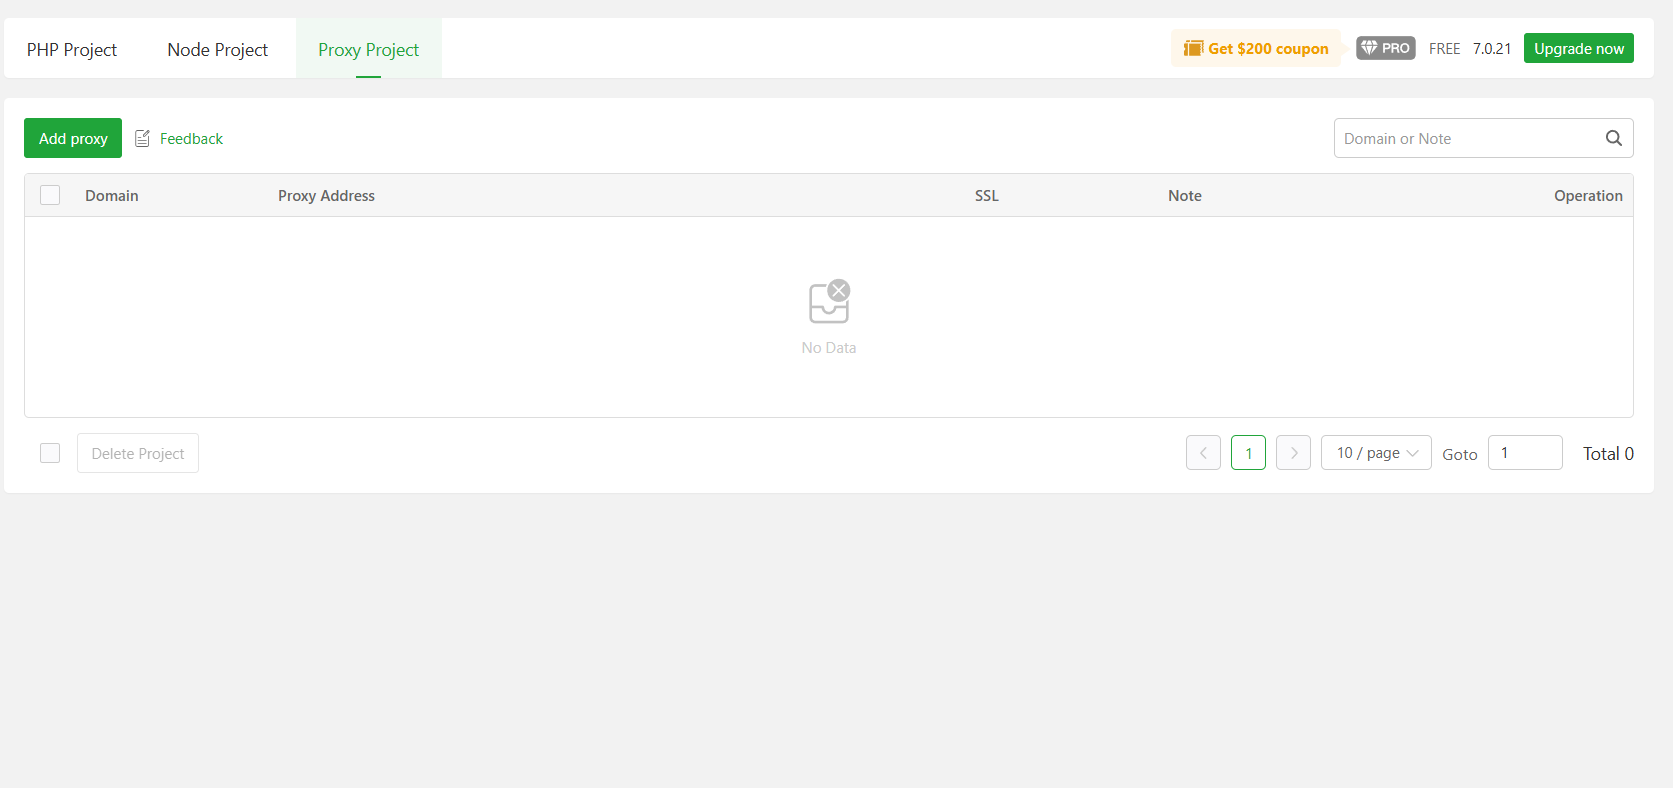 PHP Project Node Project Proxy Project Get $200 coupon PRO FREE 7.0.21 Upgrade now
Add proxy Feedback Domain or Note
Domain Proxy Address SSL Note Operation
No Data
Delete Project 1 10 / page Goto 1 Total 0